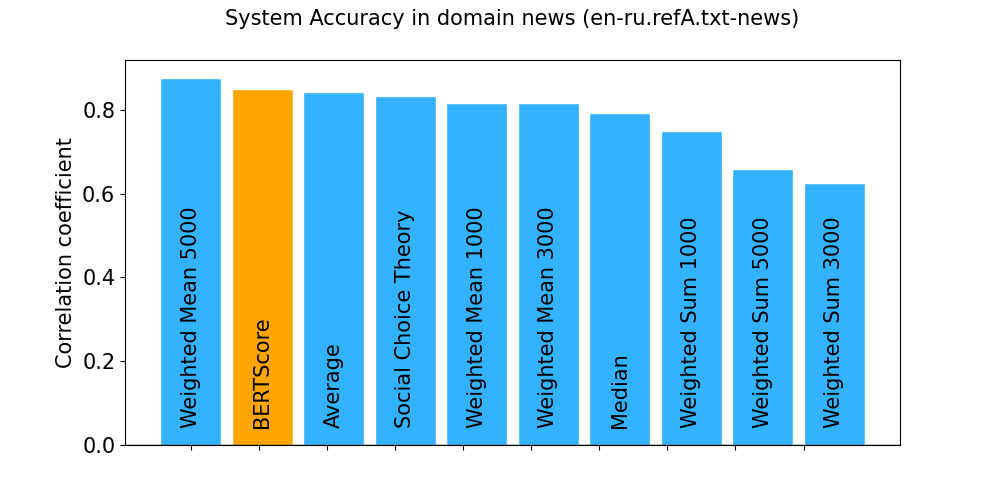 System Accuracy in domain news (en-ru.refA.txt-news)
Correlation coefficient
0.8
0.6
0.4
0.2
0.0
Weighted Mean 5000
BERTScore
Average
Social Choice Theory
Weighted Mean 1000
Weighted Mean 3000
Median
Weighted Sum 1000
Weighted Sum 5000
Weighted Sum 3000